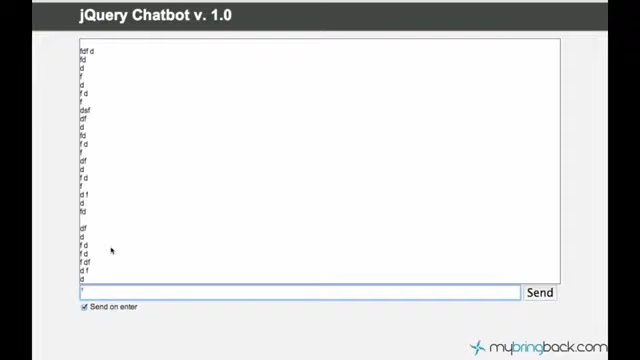 jQuery Chatbot v. 1.0
fdf d
fd
d
f
d
f d
f
dsf
df
d
fd
f d
f
df
d
f d
f
d f
d
fd
df
d
f d
f d
f df
d f
d
Send
Send on enter
mybringback.com